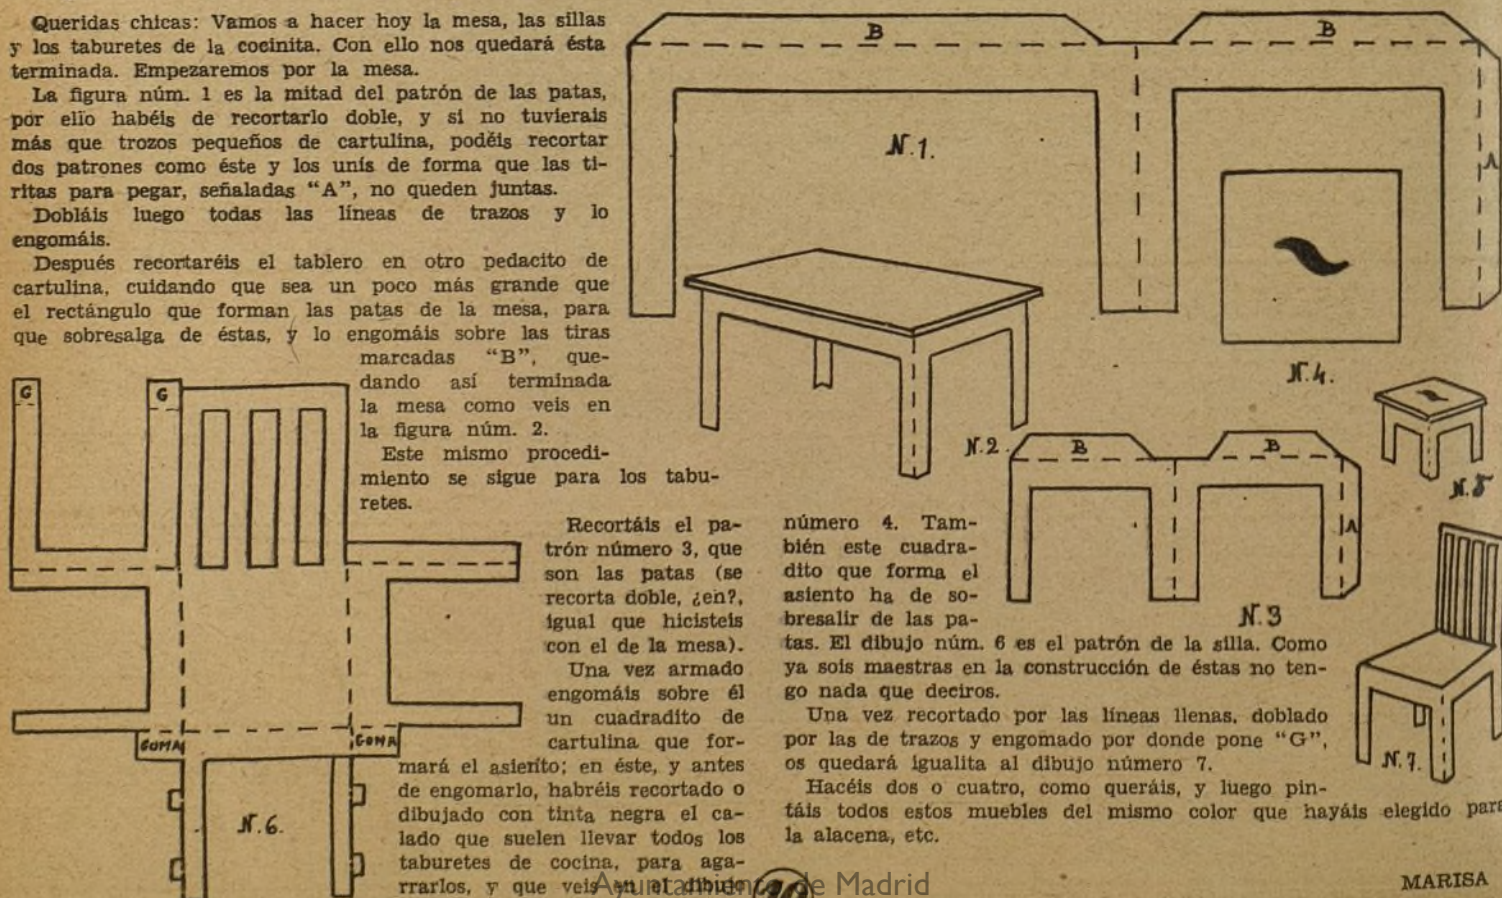 Queridas chicas: Vamos a hacer hoy la mesa, las sillas
y los taburetes de la cocinita. Con ello nos quedará ésta
terminada. Empezaremos por la mesa.
La figura núm. 1 es la mitad del patrón de las patas,
por ello habéis de recortarlo doble, y si no tuvierais
más que trozos pequeños de cartulina, podéis recortar
dos patrones como éste y los unís de forma que las ti-
ritas para pegar, señaladas "A", no queden juntas.
Dobláis luego todas las líneas de trazos y lo
engomáis.
Después recortaréis el tablero en otro pedacito de
cartulina, cuidando que sea un poco más grande que
el rectángulo que forman las patas de la mesa, para
que sobresalga de éstas, y lo engomáis sobre las tiras
marcadas "B", que-
dando así terminada
la mesa como veis en
la figura núm. 2.
Este mismo procedi-
miento se sigue para los tabu-
retes.
Recortáis el pa-
trón número 3, que
son las patas (se
recorta doble, ¿en?,
igual que hicisteis
con el de la mesa).
Una vez armado
engomáis sobre él
un cuadradito de
cartulina que for-
mará el asiento; en éste, y antes
de engomarlo, habréis recortado o
dibujado con tinta negra el ca-
lado que suelen llevar todos los
taburetes de cocina, para aga-
rrarlos, y que veis en el dibujo
número 4. Tam-
bién este cuadra-
dito que forma el
asiento ha de so-
bresalir de las pa-
tas. El dibujo núm. 6 es el patrón de la silla. Como
ya sois maestras en la construcción de éstas no ten-
go nada que deciros.
Una vez recortado por las líneas llenas, doblado
por las de trazos y engomado por donde pone "G",
os quedará igualita al dibujo número 7.
Hacéis dos o cuatro, como queráis, y luego pin-
táis todos estos muebles del mismo color que hayáis elegido para
la alacena, etc.
MARISA
B
B
A
N.1.
N.4.
N.2.
B
B
A
N.3
N.5
N.7.
G
G
GOMA
GOMA
N.6.
Ayuntamiento de Madrid